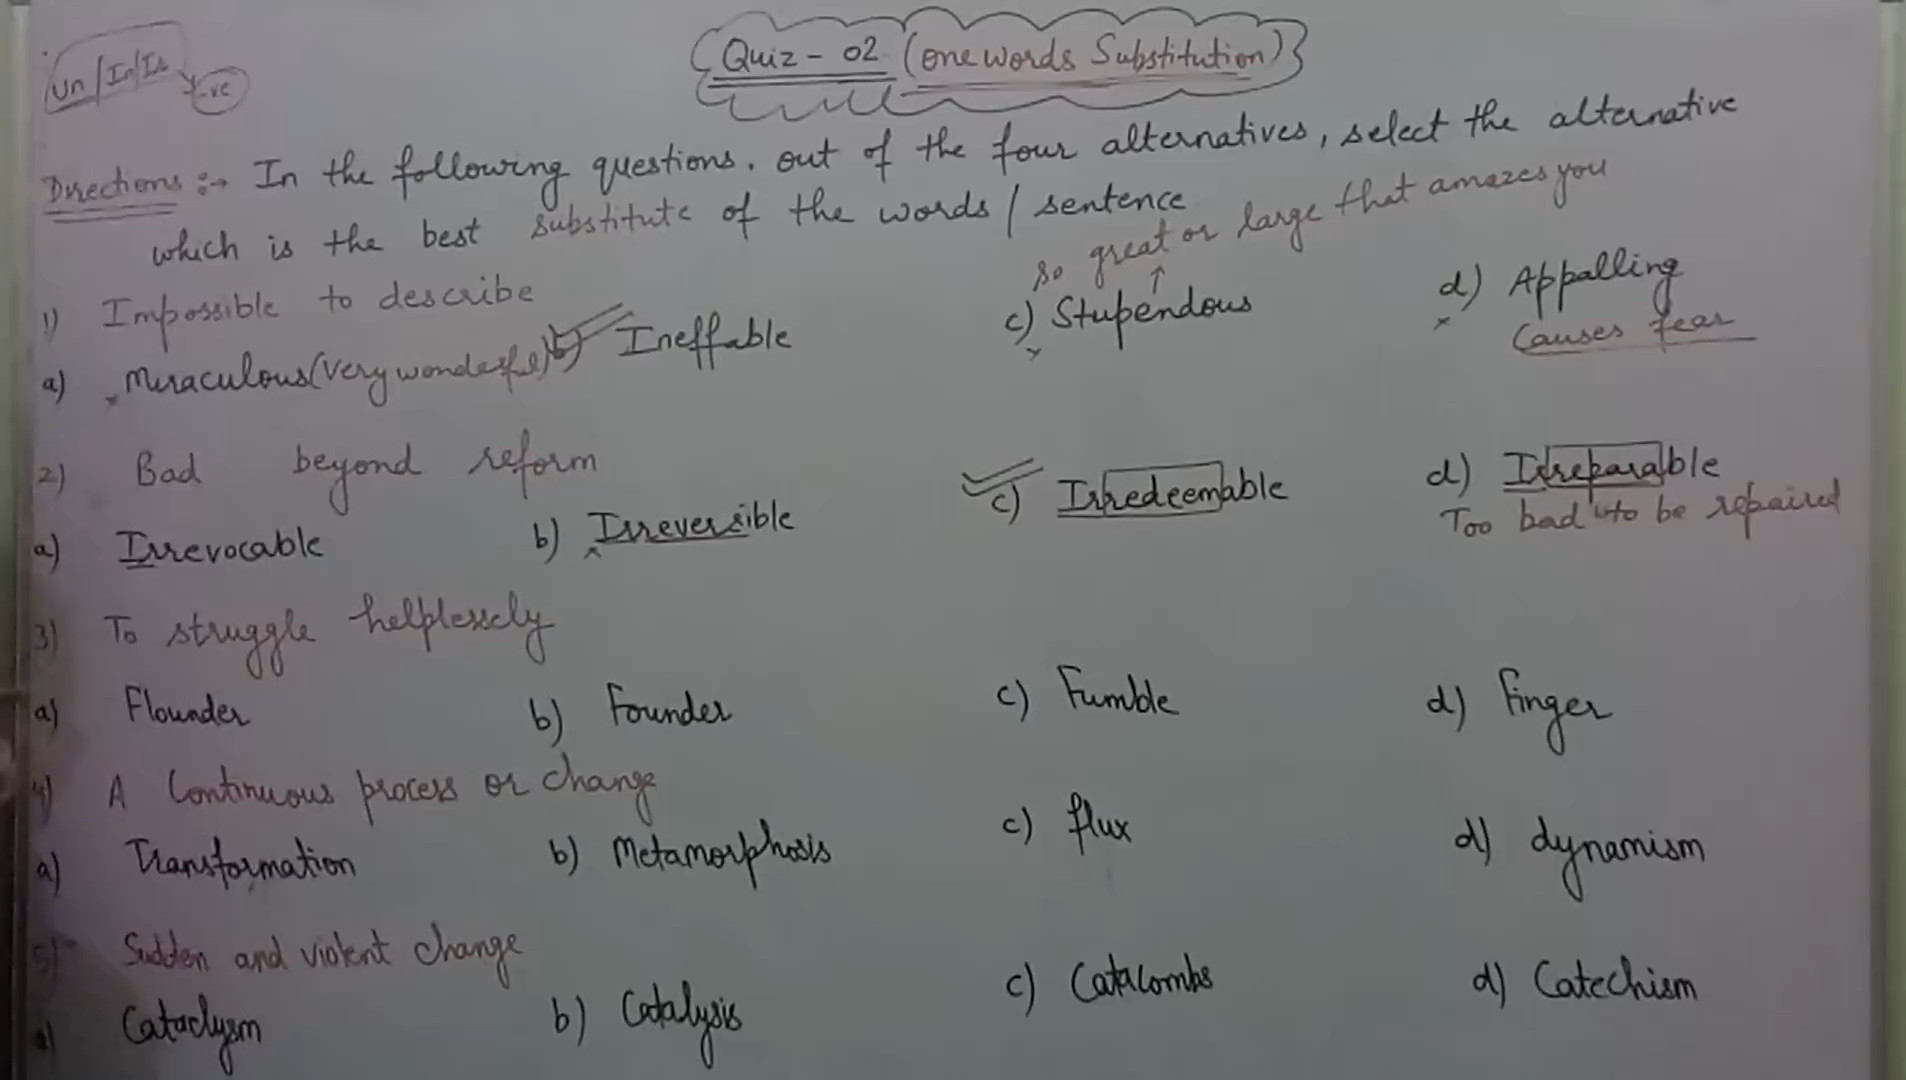 un/In/Ir
-ve
Quiz - 02 (one words Substitution)
Directions :→ In the following questions. out of the four alternatives, select the alternative
which is the best substitute of the words / sentence
so great or large that amazes you
1) Impossible to describe
a) Miraculous (very wonderful) b) Ineffable c) Stupendous d) Appalling
Causes fear
2) Bad beyond reform
a) Irrevocable b) Irreversible c) Irredeemable d) Irreparable
Too bad to be repaired
3) To struggle helplessly
a) Flounder b) Founder c) Fumble d) Finger
4) A Continuous process or change
a) Transformation b) Metamorphosis c) flux d) dynamism
5) Sudden and violent change
a) Cataclysm b) Catalysis c) Catacombs d) Catechism